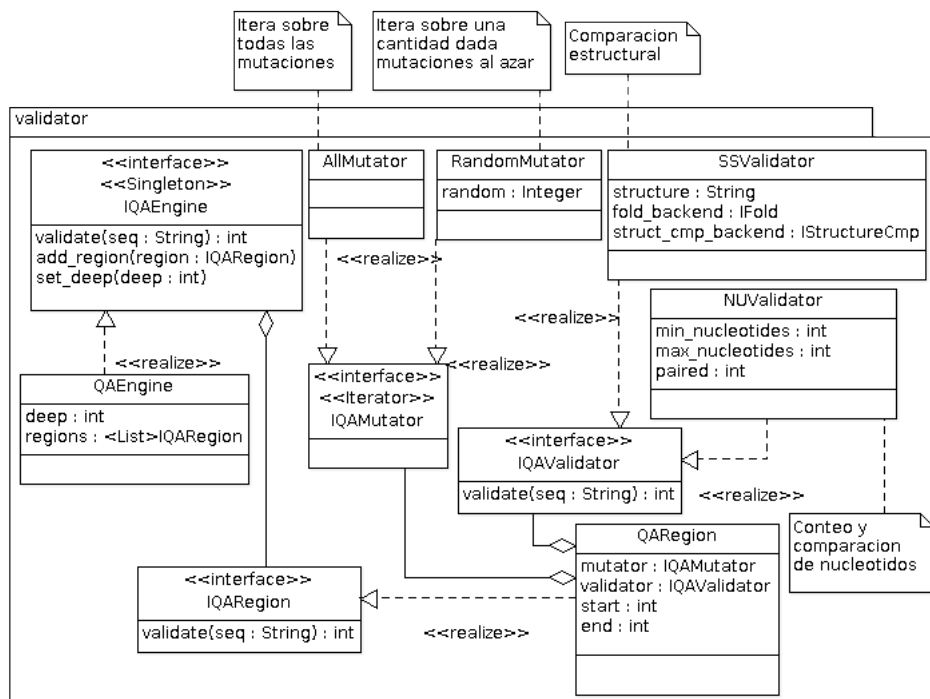 Itera sobre
todas las
mutaciones
Itera sobre una
cantidad dada
mutaciones al azar
Comparacion
estructural
validator
<<interface>>
<<Singleton>>
IQAEngine
validate(seq : String) : int
add_region(region : IQARegion)
set_deep(deep : int)
AllMutator
RandomMutator
random : Integer
SSValidator
structure : String
fold_backend : IFold
struct_cmp_backend : IStructureCmp
<<realize>>
NUValidator
min_nucleotides : int
max_nucleotides : int
paired : int
<<realize>>
<<realize>>
<<realize>>
QAEngine
deep : int
regions : <List>IQARegion
<<interface>>
<<Iterator>>
IQAMutator
<<interface>>
IQAValidator
validate(seq : String) : int
<<realize>>
Conteo y
comparacion
de nucleotidos
QARegion
mutator : IQAMutator
validator : IQAValidator
start : int
end : int
<<interface>>
IQARegion
validate(seq : String) : int
<<realize>>